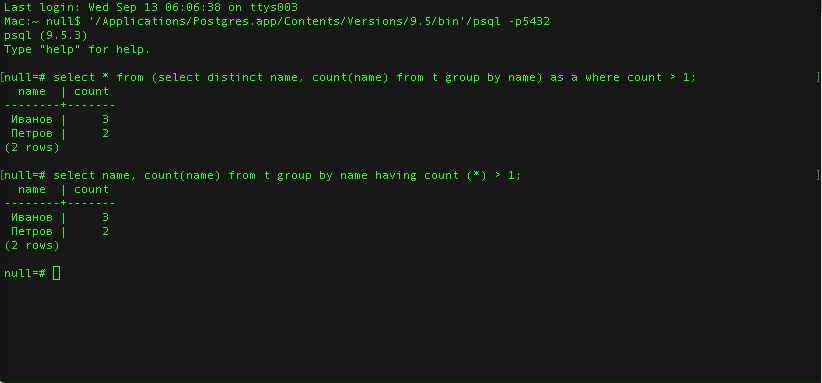 Last login: Wed Sep 13 06:06:38 on ttys003
Mac:~ null$ '/Applications/Postgres.app/Contents/Versions/9.5/bin'/psql -p5432
psql (9.5.3)
Type "help" for help.
[null=# select * from (select distinct name, count(name) from t group by name) as a where count > 1; ]
name | count
--------+-------
Иванов | 3
Петров | 2
(2 rows)
[null=# select name, count(name) from t group by name having count (*) > 1; ]
name | count
--------+-------
Иванов | 3
Петров | 2
(2 rows)
null=#